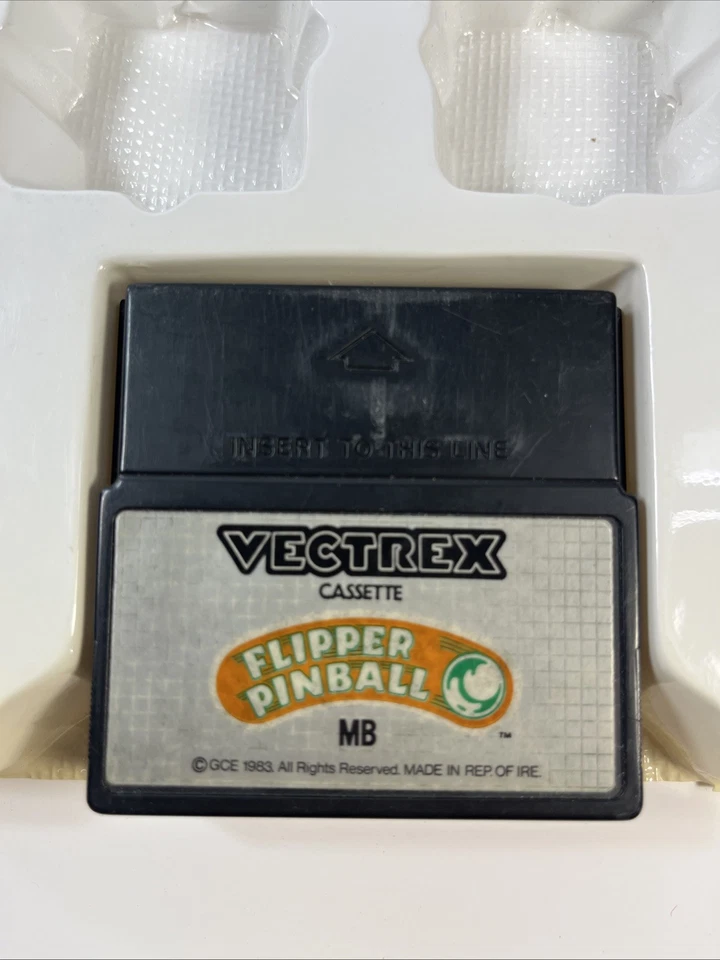 INSERT TO THIS LINE
VECTREX
CASSETTE
FLIPPER
PINBALL
MB
™
©GCE 1983. All Rights Reserved. MADE IN REP. OF IRE.